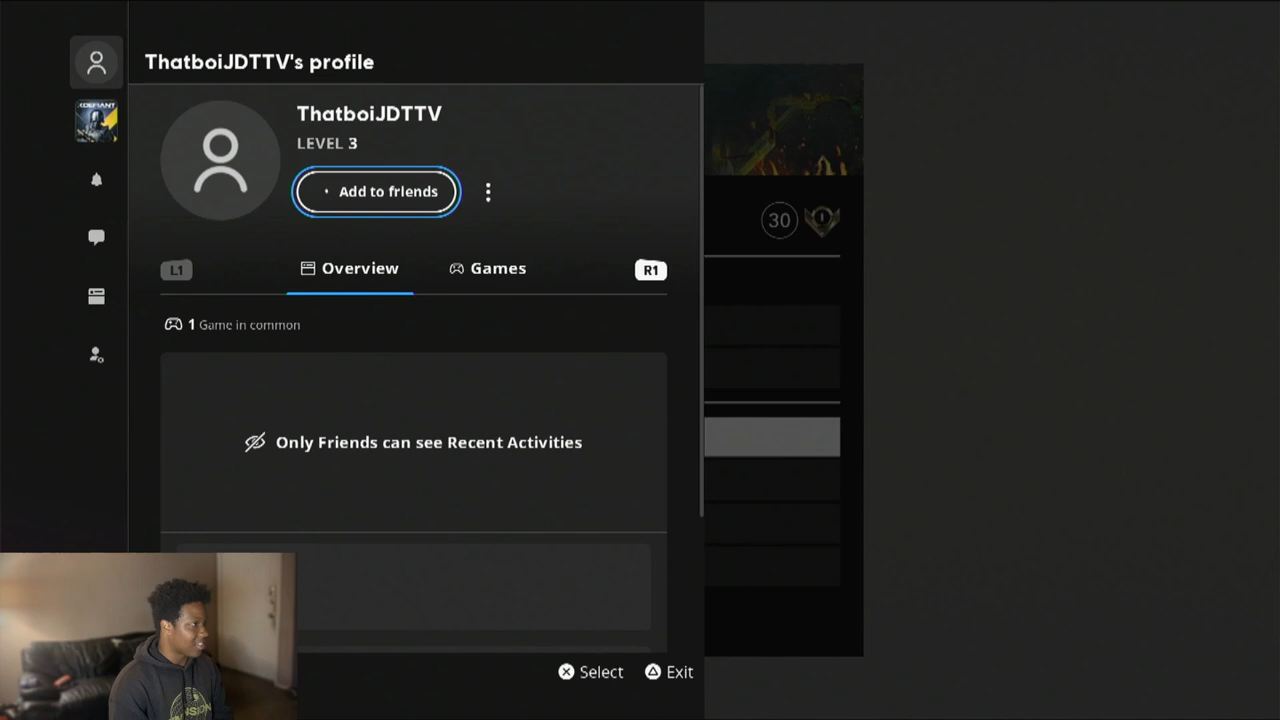 ThatboiJDTTV's profile
XDEFIANT
ThatboiJDTTV
LEVEL 3
Add to friends
L1
Overview
Games
R1
1 Game in common
Only Friends can see Recent Activities
30
Select
Exit